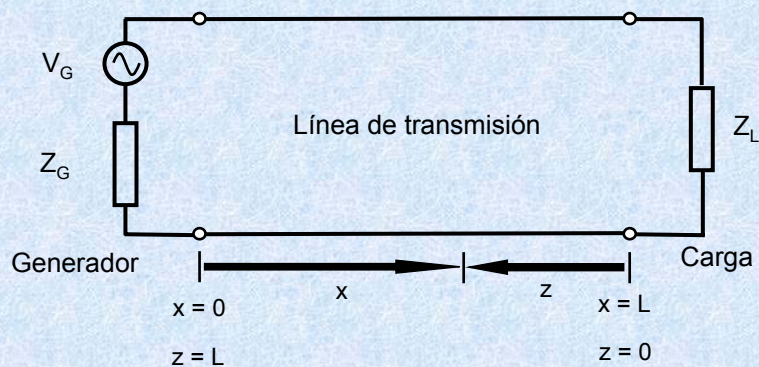 V_G
Z_G
Línea de transmisión
Z_L
Generador
Carga
x
z
x = 0
x = L
z = L
z = 0